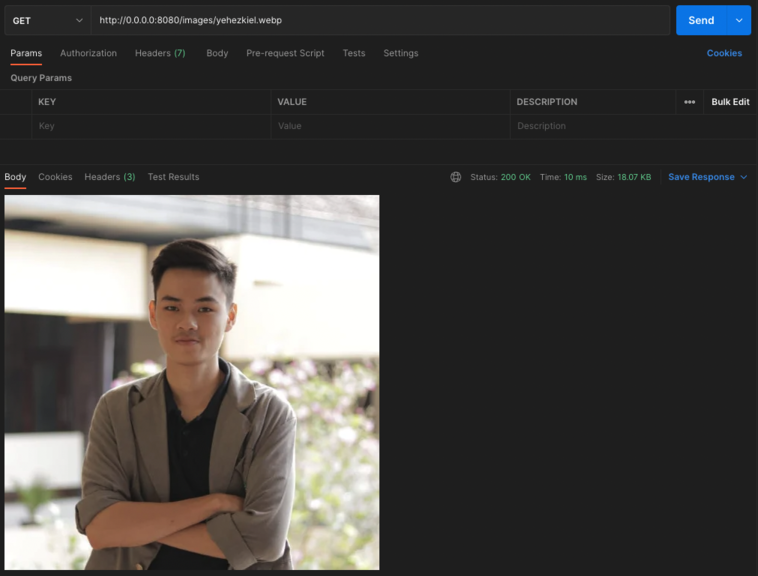 GET http://0.0.0.0:8080/images/yehezkiel.webp Send
Params Authorization Headers (7) Body Pre-request Script Tests Settings Cookies
Query Params
KEY VALUE DESCRIPTION ••• Bulk Edit
Key Value Description
Body Cookies Headers (3) Test Results Status: 200 OK Time: 10 ms Size: 18.07 KB Save Response